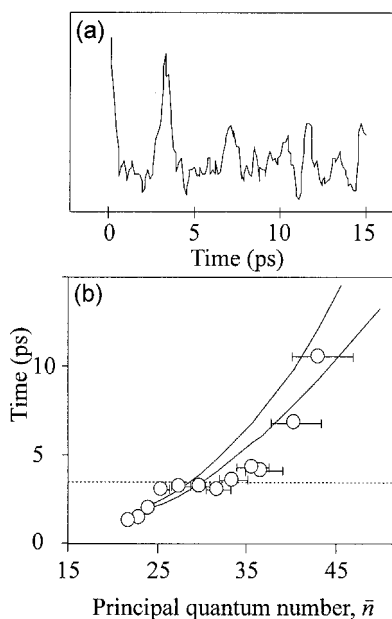 (a)
0 5 10 15
Time (ps)
(b)
Time (ps)
10
5
0
15 25 35 45
Principal quantum number, n̄